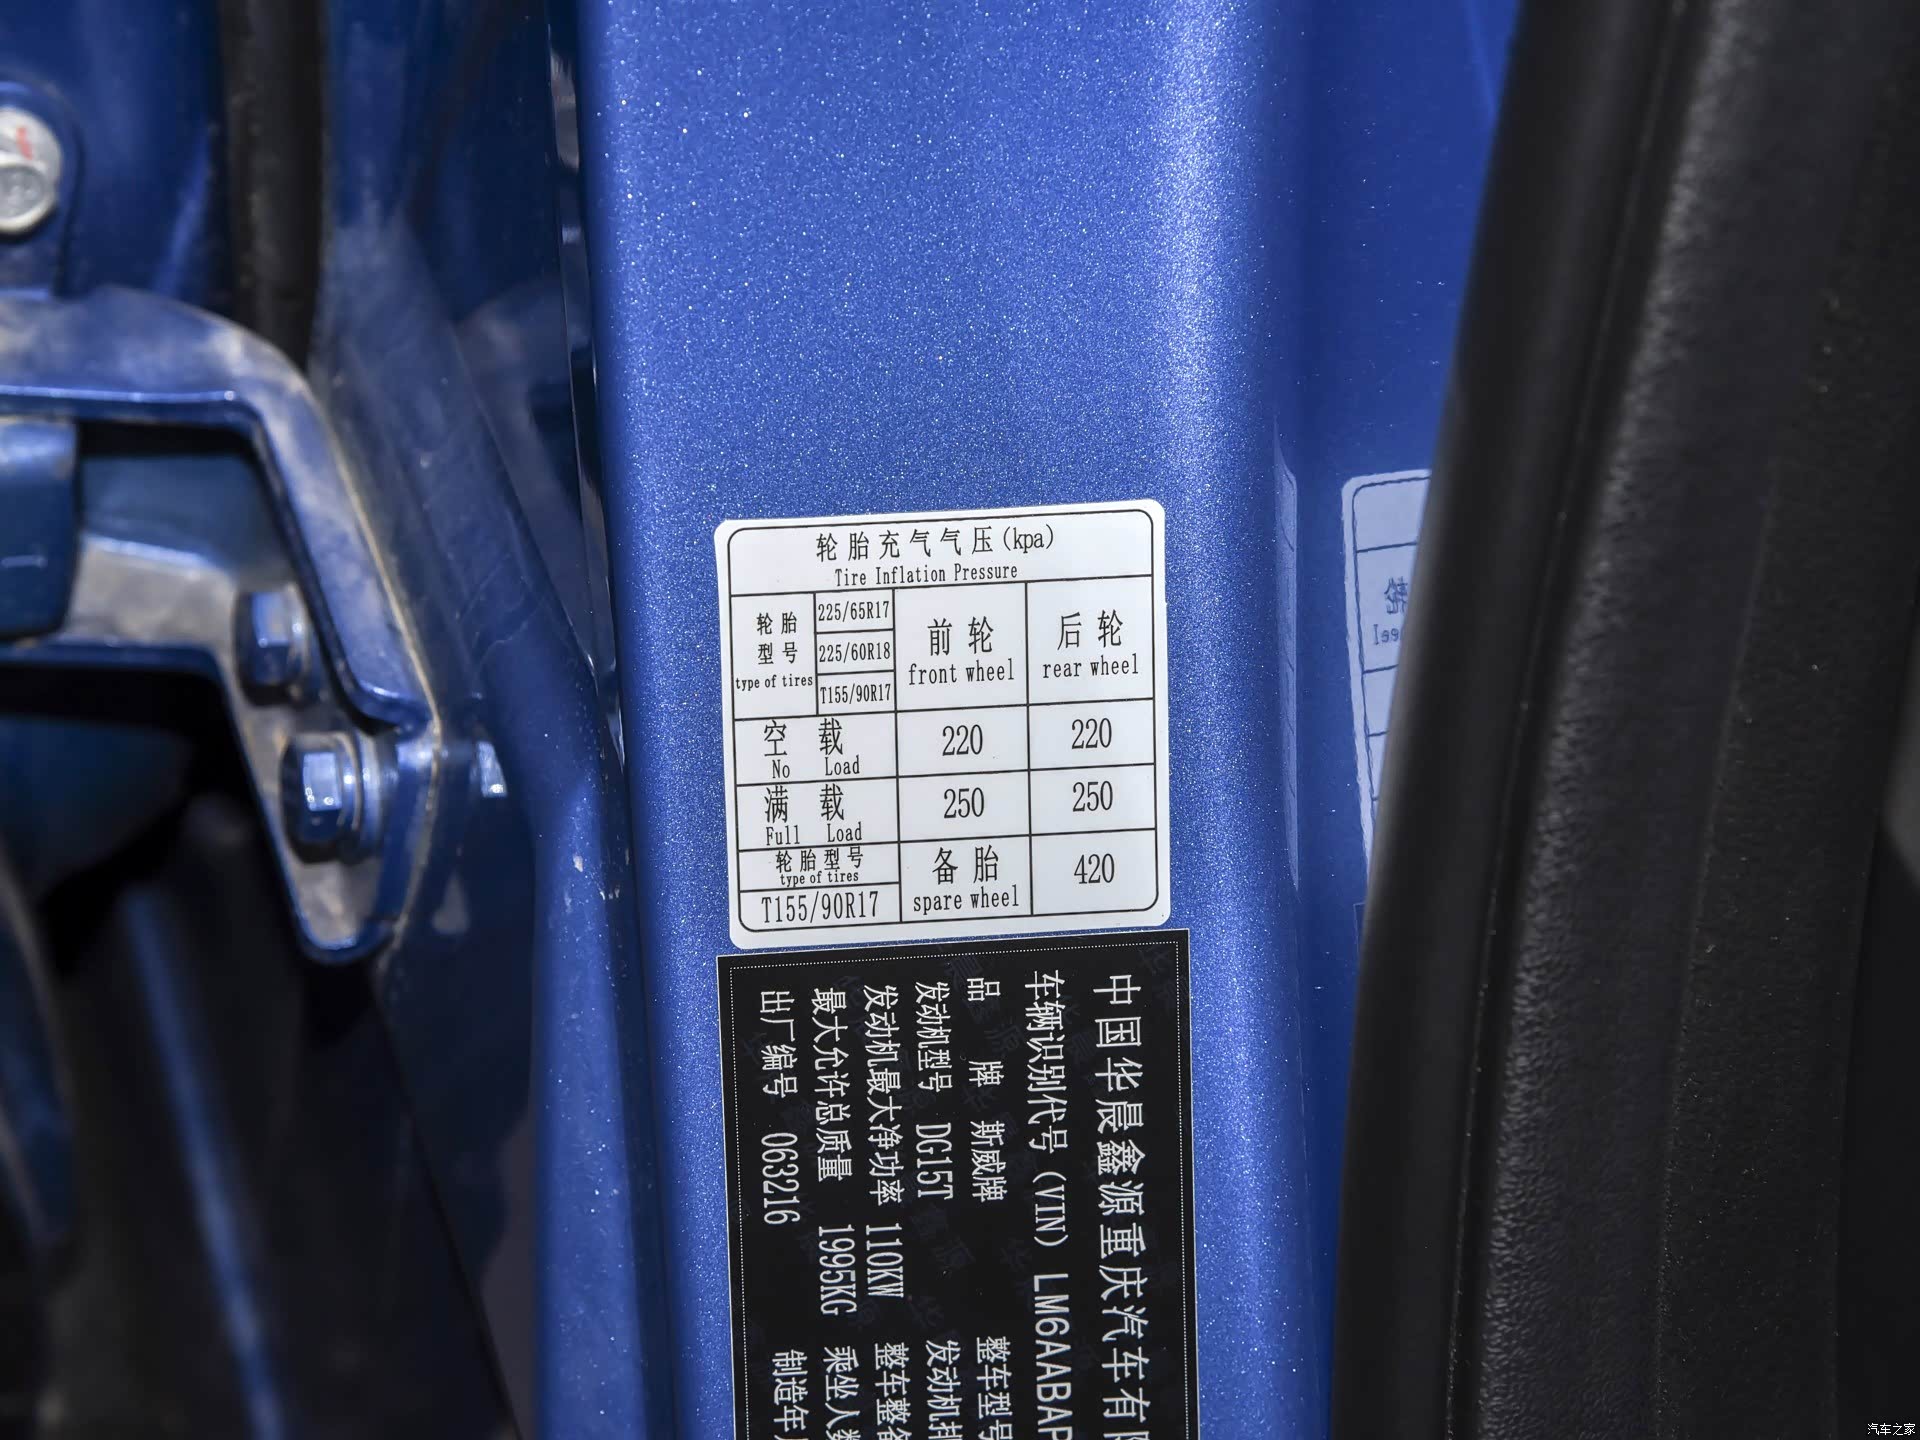 轮胎充气气压(kpa)
Tire Inflation Pressure
轮胎
型号
type of tires
225/65R17
225/60R18
T155/90R17
前轮
front wheel
后轮
rear wheel
空 载
No Load
220
220
满 载
Full Load
250
250
轮胎型号
type of tires
T155/90R17
备胎
spare wheel
420
中国华晨鑫源重庆汽车有
车辆识别代号(VIN) LM6AABAP
品 牌 斯威牌 整车型号
发动机型号 DG15T 发动机排
发动机最大净功率 110KW 整车整备
最大允许总质量 1995KG 乘坐人数
出厂编号 063216 制造年
汽车之家